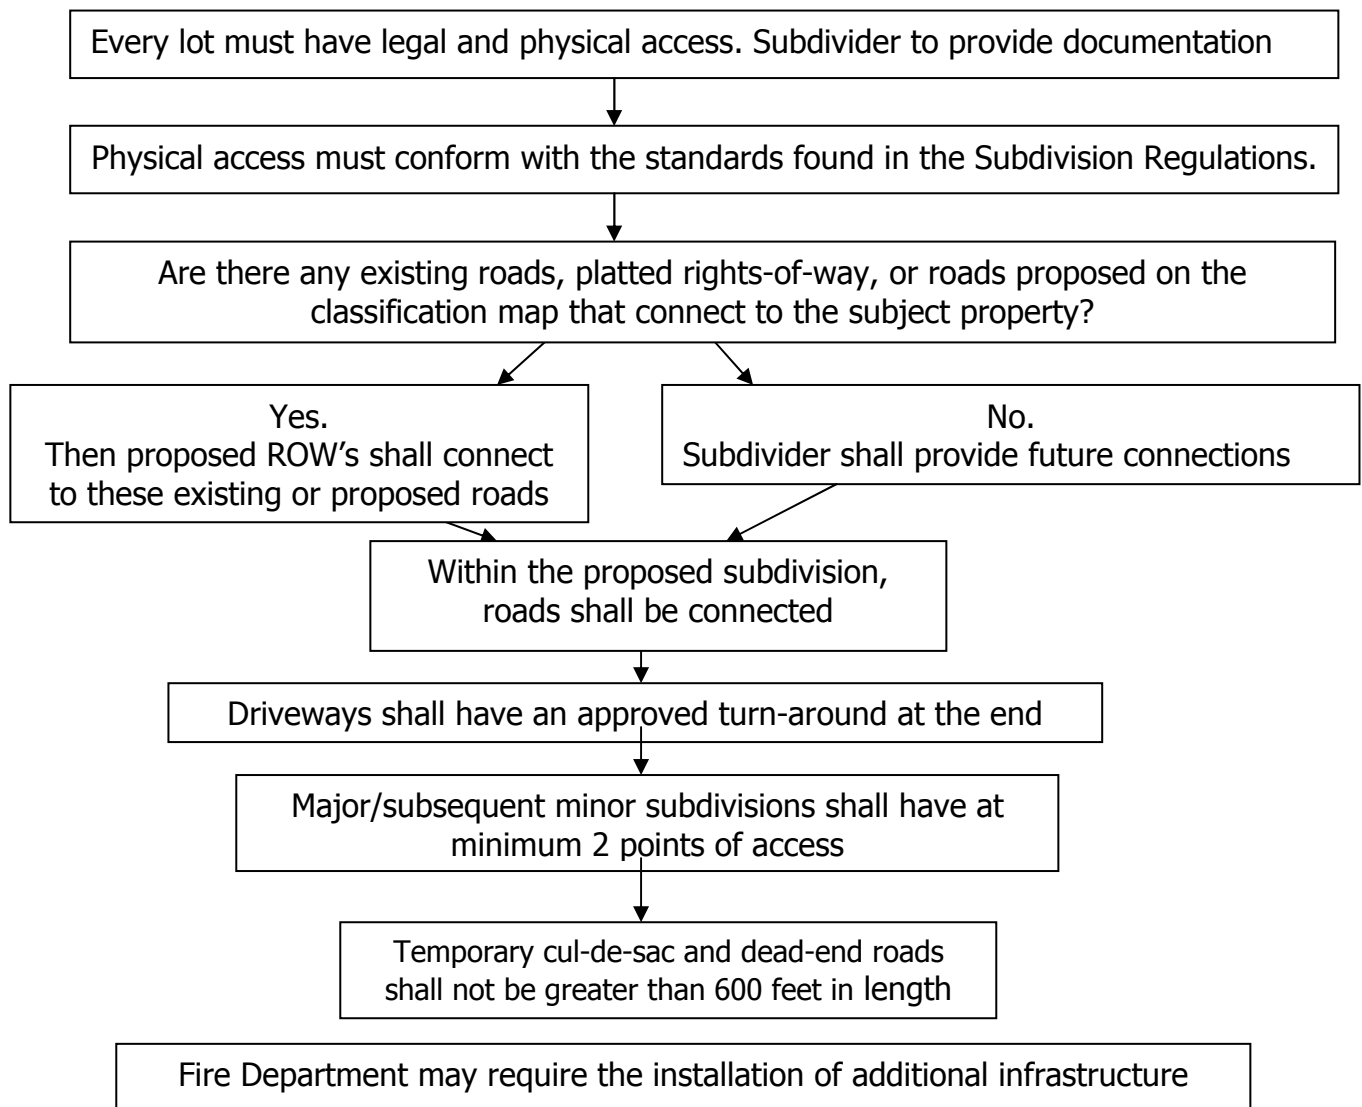 Every lot must have legal and physical access. Subdivider to provide documentation
Physical access must conform with the standards found in the Subdivision Regulations.
Are there any existing roads, platted rights-of-way, or roads proposed on the
classification map that connect to the subject property?
Yes.
Then proposed ROW’s shall connect
to these existing or proposed roads
No.
Subdivider shall provide future connections
Within the proposed subdivision,
roads shall be connected
Driveways shall have an approved turn-around at the end
Major/subsequent minor subdivisions shall have at
minimum 2 points of access
Temporary cul-de-sac and dead-end roads
shall not be greater than 600 feet in length
Fire Department may require the installation of additional infrastructure